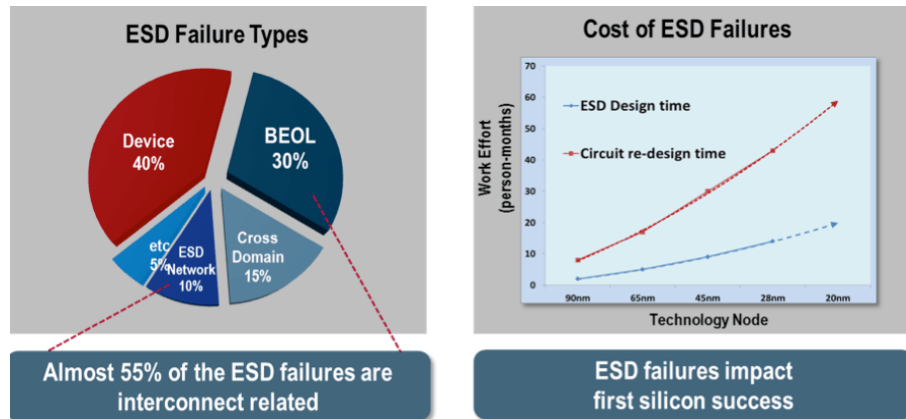 ESD Failure Types
Device
40%
BEOL
30%
etc
5%
ESD
Network
10%
Cross
Domain
15%
Almost 55% of the ESD failures are
interconnect related
Cost of ESD Failures
Work Effort
(person-months)
70
60
50
40
30
20
10
0
ESD Design time
Circuit re-design time
90nm 65nm 45nm 28nm 20nm
Technology Node
ESD failures impact
first silicon success